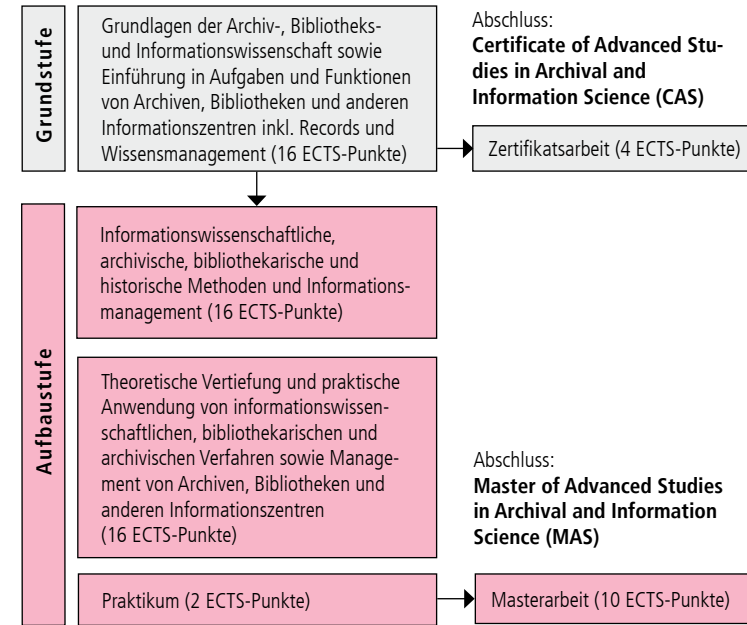 Grundstufe
Grundlagen der Archiv-, Bibliotheks-
und Informationswissenschaft sowie
Einführung in Aufgaben und Funktionen
von Archiven, Bibliotheken und anderen
Informationszentren inkl. Records und
Wissensmanagement (16 ECTS-Punkte)
Abschluss:
Certificate of Advanced Stu-
dies in Archival and
Information Science (CAS)
Zertifikatsarbeit (4 ECTS-Punkte)
Aufbaustufe
Informationswissenschaftliche,
archivische, bibliothekarische und
historische Methoden und Informations-
management (16 ECTS-Punkte)
Theoretische Vertiefung und praktische
Anwendung von informationswissen-
schaftlichen, bibliothekarischen und
archivischen Verfahren sowie Manage-
ment von Archiven, Bibliotheken und
anderen Informationszentren
(16 ECTS-Punkte)
Abschluss:
Master of Advanced Studies
in Archival and Information
Science (MAS)
Praktikum (2 ECTS-Punkte)
Masterarbeit (10 ECTS-Punkte)